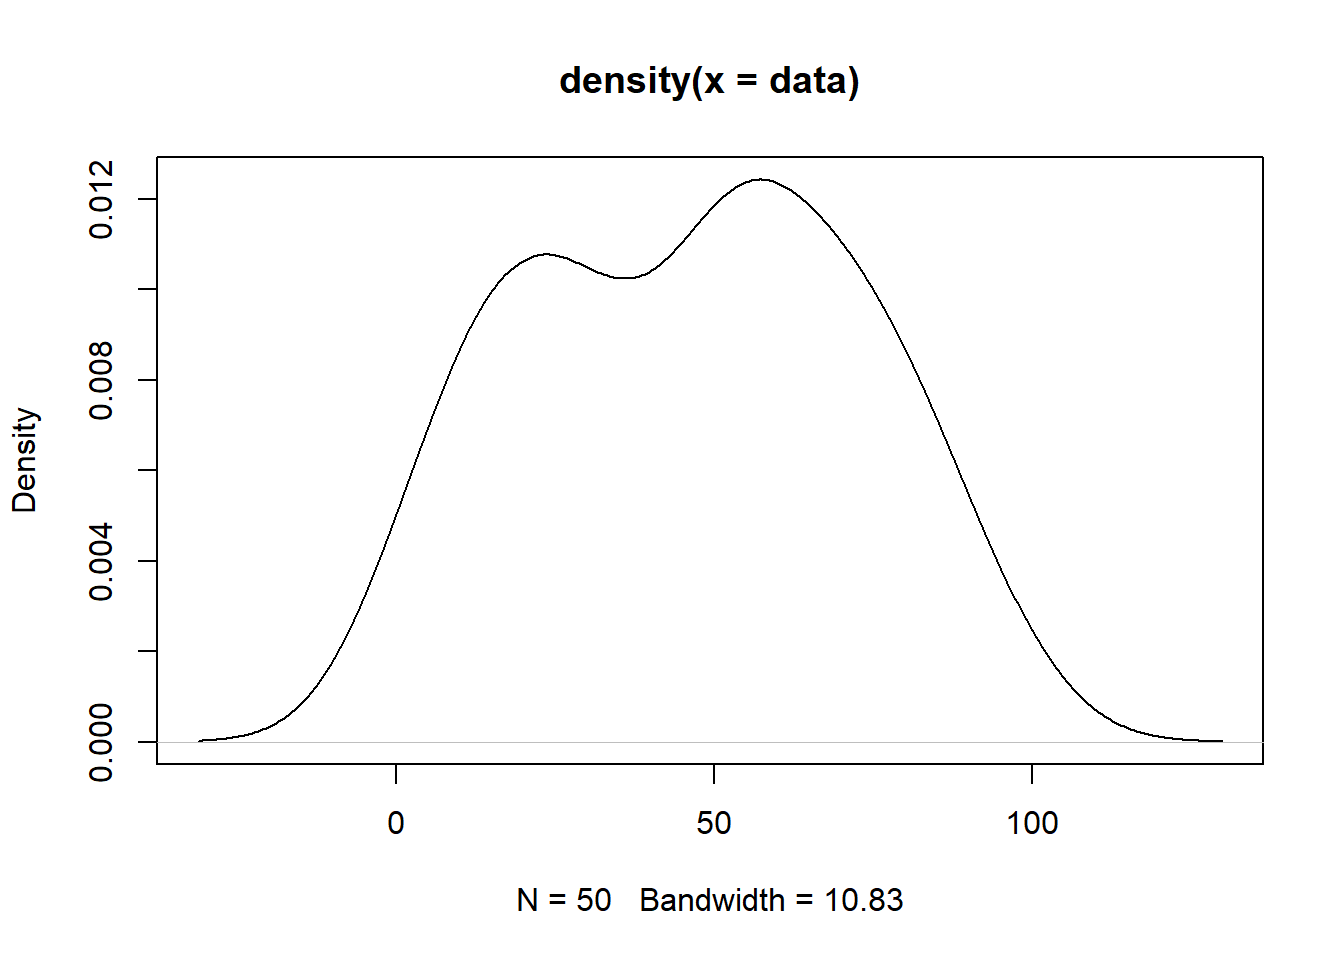 density(x = data)
Density
0.012
0.008
0.004
0.000
0 50 100
N = 50 Bandwidth = 10.83